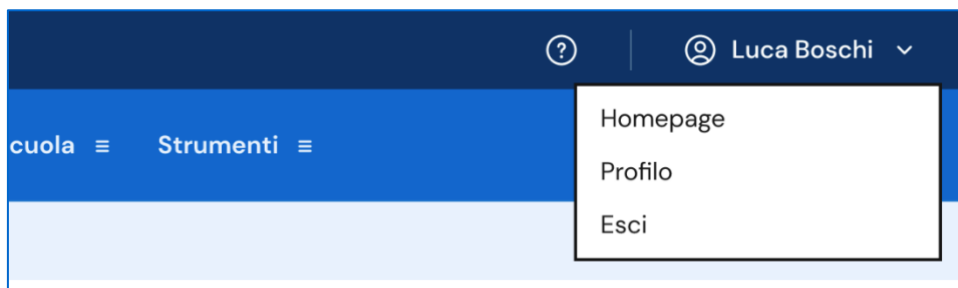 Luca Boschi
cuola Strumenti
Homepage
Profilo
Esci